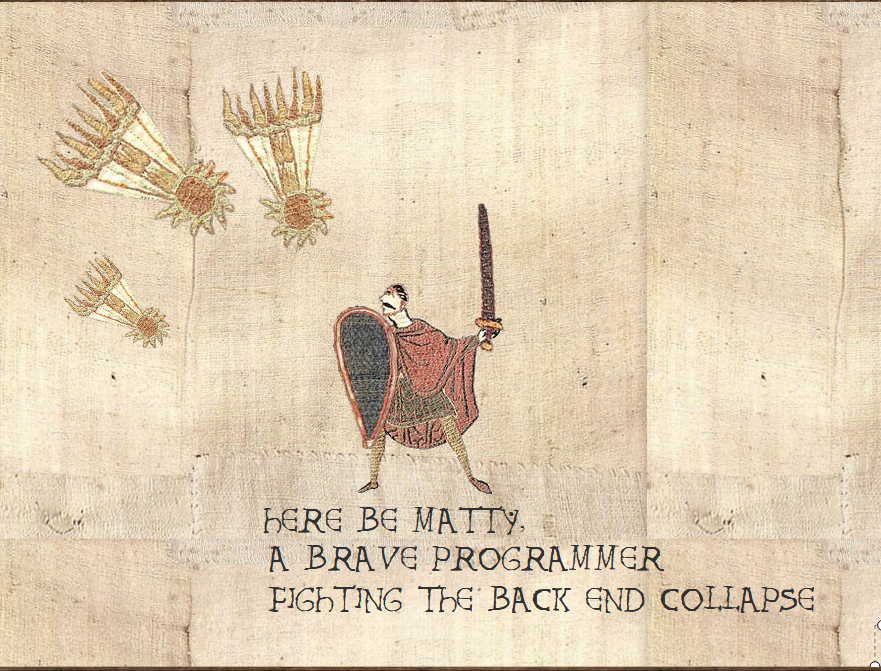 HERE BE MATTY,
A BRAVE PROGRAMMER
FIGHTING THE BACK END COLLAPSE